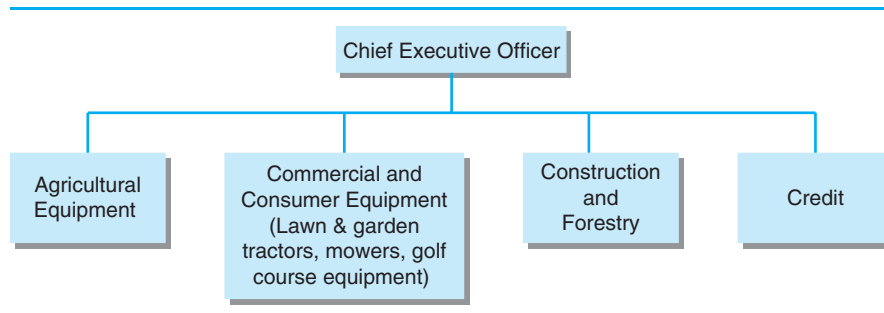 Chief Executive Officer
Agricultural
Equipment
Commercial and
Consumer Equipment
(Lawn & garden
tractors, mowers, golf
course equipment)
Construction
and
Forestry
Credit